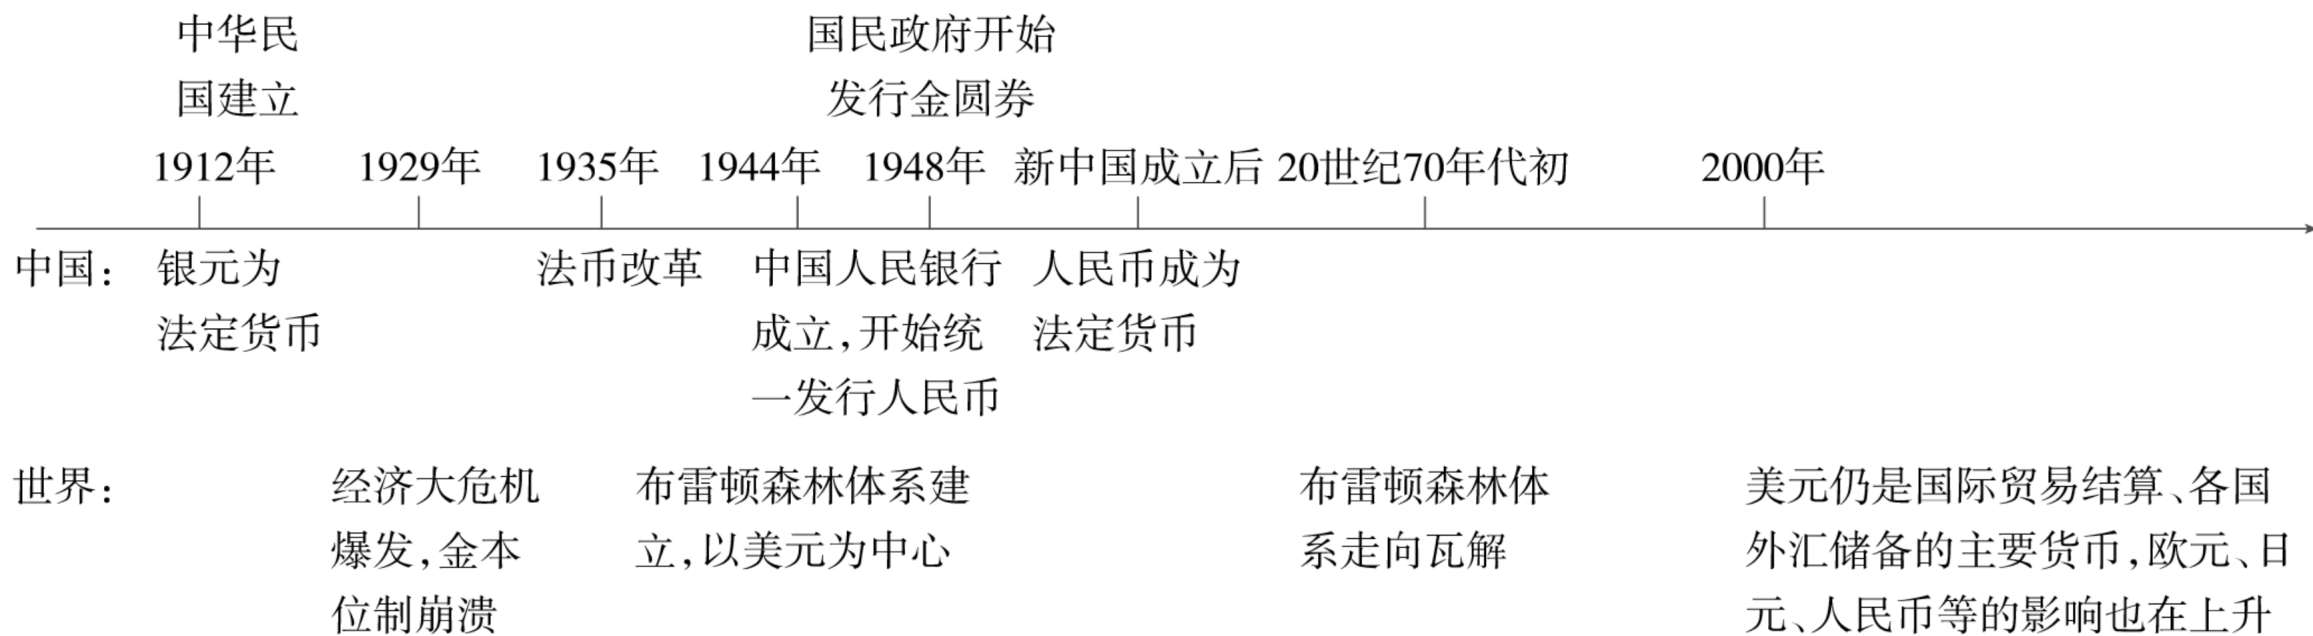 中华民 国民政府开始
国建立 发行金圆券
1912年 1929年 1935年 1944年 1948年 新中国成立后 20世纪70年代初 2000年
中国： 银元为 法币改革 中国人民银行 人民币成为
法定货币 成立，开始统 法定货币
一发行人民币
世界： 经济大危机 布雷顿森林体系建 布雷顿森林体 美元仍是国际贸易结算、各国
爆发，金本 立，以美元为中心 系走向瓦解 外汇储备的主要货币，欧元、日
位制崩溃 元、人民币等的影响也在上升